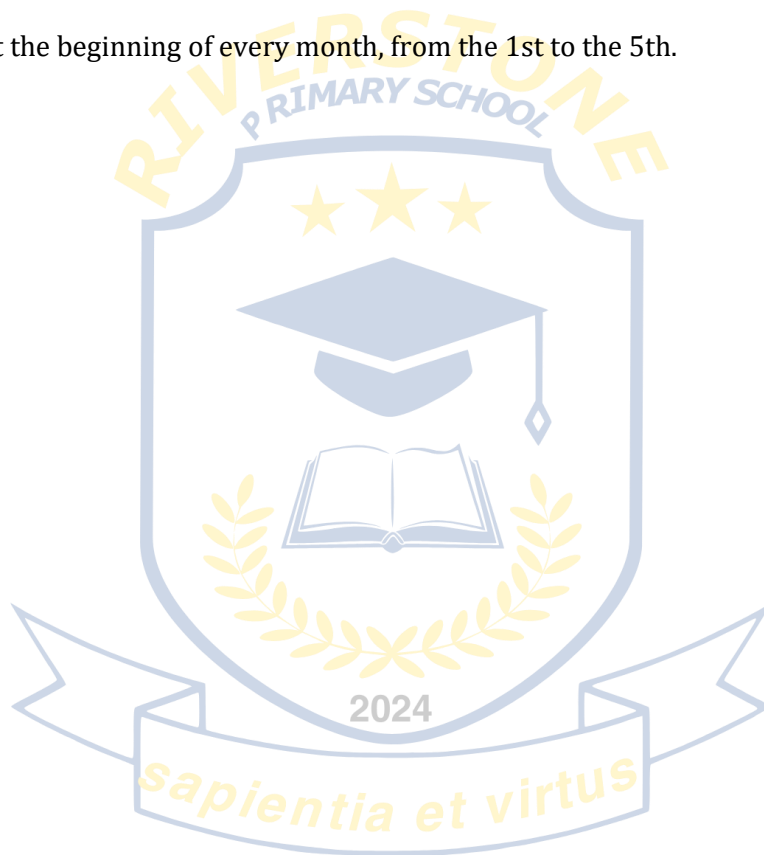 t the beginning of every month, from the 1st to the 5th.
RIVERSTONE
PRIMARY SCHOOL
2024
sapientia et virtus